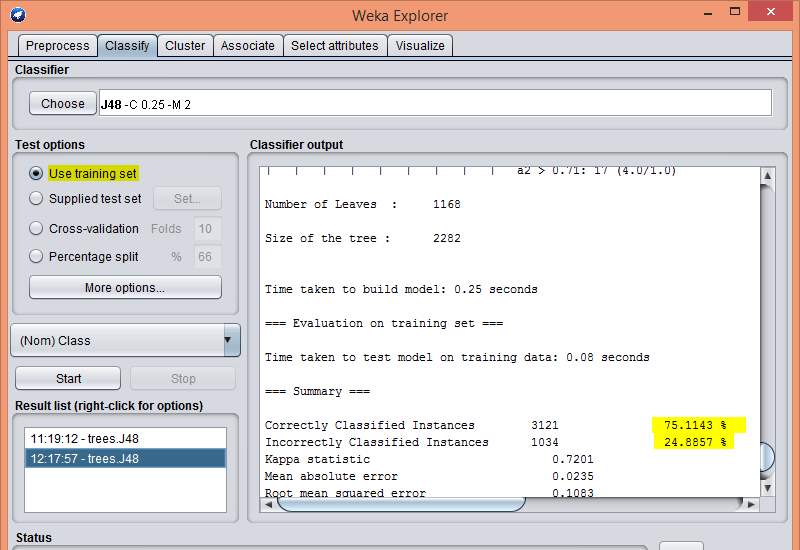 Weka Explorer
Preprocess Classify Cluster Associate Select attributes Visualize
Classifier
Choose J48 -C 0.25 -M 2
Test options
Use training set
Supplied test set Set...
Cross-validation Folds 10
Percentage split % 66
More options...
(Nom) Class
Start Stop
Result list (right-click for options)
11:19:12 - trees.J48
12:17:57 - trees.J48
Classifier output
| | | | | | | | | a2 > 0.71: 17 (4.0/1.0)
Number of Leaves : 1168
Size of the tree : 2282
Time taken to build model: 0.25 seconds
=== Evaluation on training set ===
Time taken to test model on training data: 0.08 seconds
=== Summary ===
Correctly Classified Instances 3121 75.1143 %
Incorrectly Classified Instances 1034 24.8857 %
Kappa statistic 0.7201
Mean absolute error 0.0235
Root mean squared error 0.1083
Status